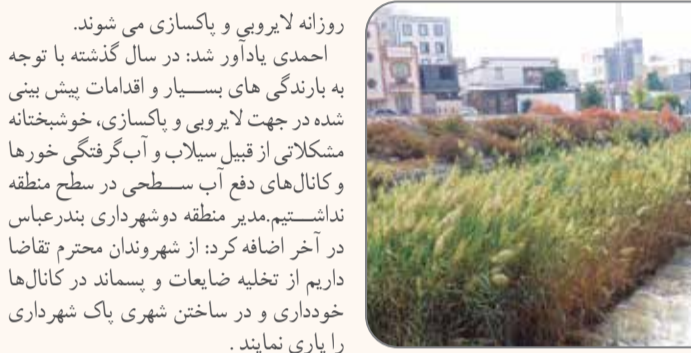 روزانه لایروبی و پاکسازی می شوند.
احمدی یادآور شد: در سال گذشته با توجه
به بارندگی های بسیار و اقدامات پیش بینی
شده در جهت لایروبی و پاکسازی، خوشبختانه
مشکلاتی از قبیل سیلاب و آب‌گرفتگی خورها
و کانال‌های دفع آب سطحی در سطح منطقه
نداشتیم.مدیر منطقه دوشهرداری بندرعباس
در آخر اضافه کرد: از شهروندان محترم تقاضا
داریم از تخلیه ضایعات و پسماند در کانال‌ها
خودداری و در ساختن شهری پاک شهرداری
را یاری نمایند .